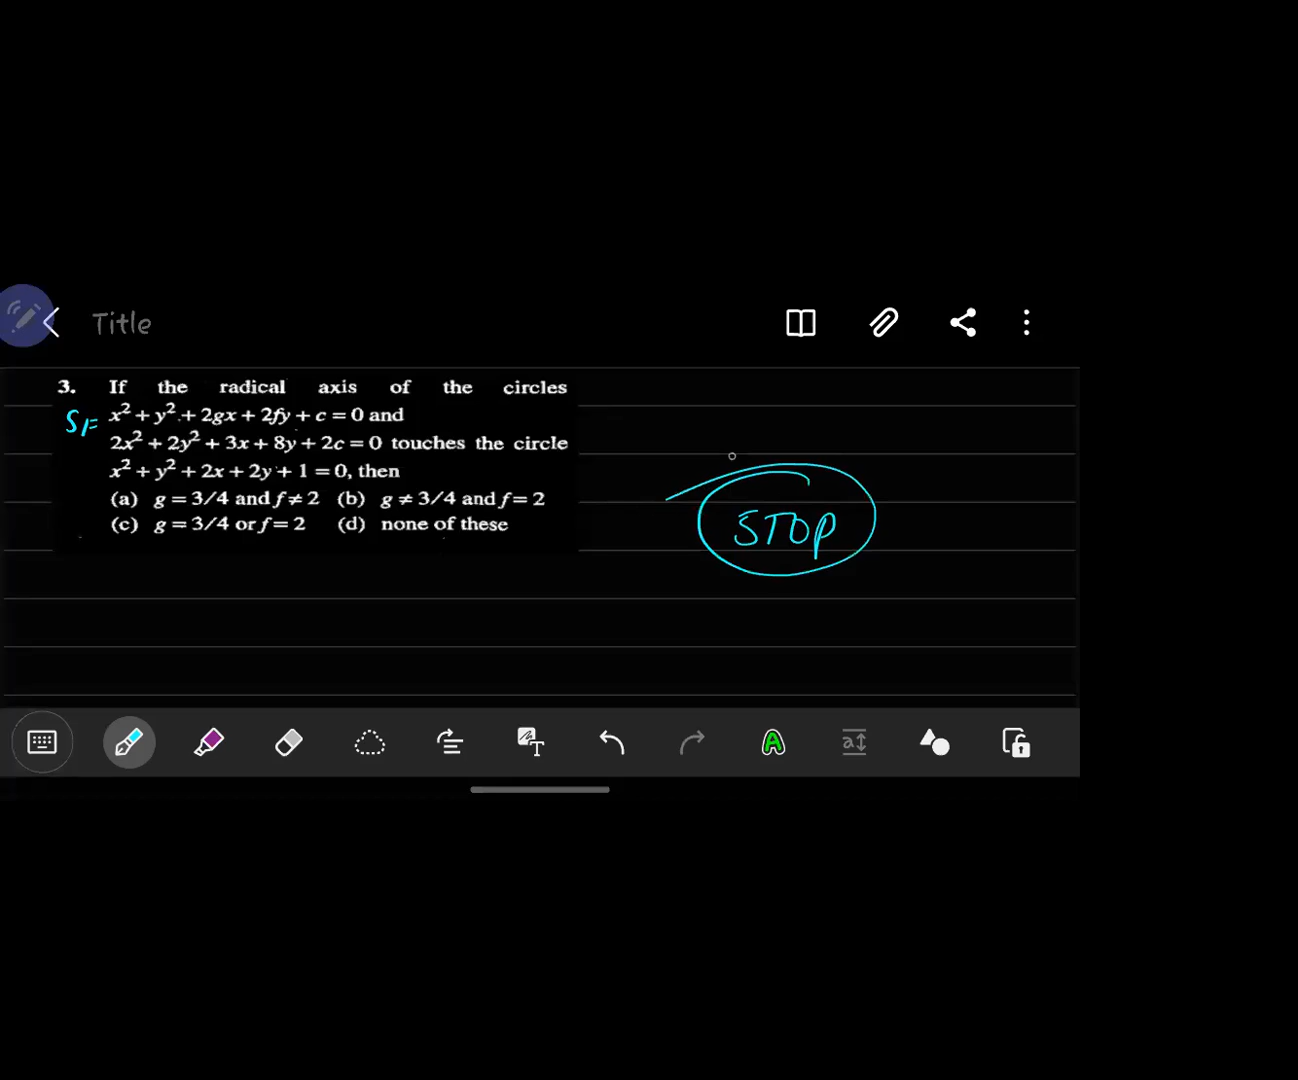 Title
3. If the radical axis of the circles
S₁= x² + y² + 2gx + 2fy + c = 0 and
2x² + 2y² + 3x + 8y + 2c = 0 touches the circle
x² + y² + 2x + 2y + 1 = 0, then
(a) g = 3/4 and f ≠ 2 (b) g ≠ 3/4 and f = 2
(c) g = 3/4 or f = 2 (d) none of these
STOP
T
A
a